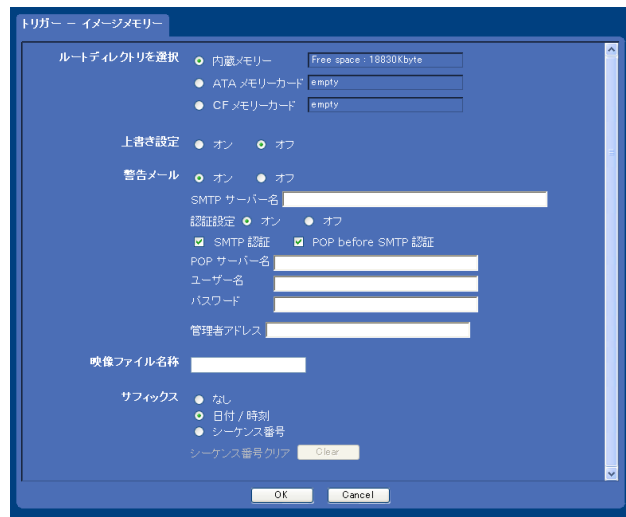 トリガー － イメージメモリー
ルートディレクトリを選択 内蔵メモリー Free space : 18830Kbyte
ATA メモリーカード empty
CF メモリーカード empty
上書き設定 オン オフ
警告メール オン オフ
SMTP サーバー名
認証設定 オン オフ
SMTP 認証 POP before SMTP 認証
POP サーバー名
ユーザー名
パスワード
管理者アドレス
映像ファイル名称
サフィックス なし
日付 / 時刻
シーケンス番号
シーケンス番号クリア Clear
OK Cancel